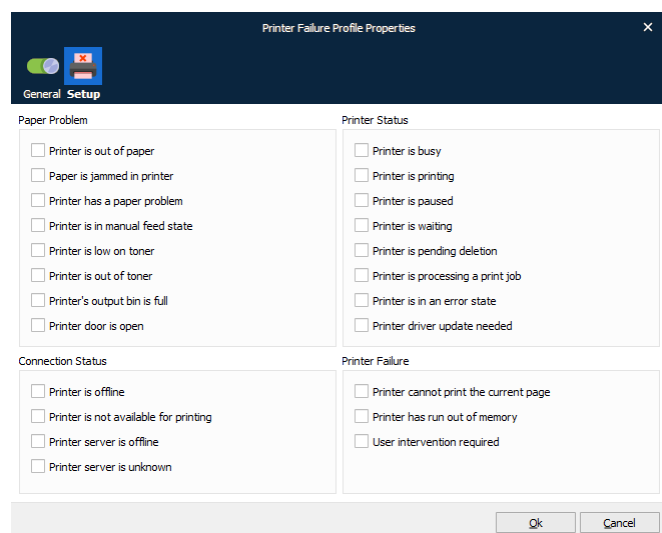 Printer Failure Profile Properties
General Setup
Paper Problem
Printer is out of paper
Paper is jammed in printer
Printer has a paper problem
Printer is in manual feed state
Printer is low on toner
Printer is out of toner
Printer's output bin is full
Printer door is open
Printer Status
Printer is busy
Printer is printing
Printer is paused
Printer is waiting
Printer is pending deletion
Printer is processing a print job
Printer is in an error state
Printer driver update needed
Connection Status
Printer is offline
Printer is not available for printing
Printer server is offline
Printer server is unknown
Printer Failure
Printer cannot print the current page
Printer has run out of memory
User intervention required
Ok Cancel